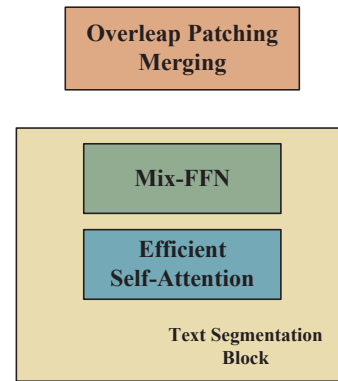 Overleap Patching
Merging
Mix-FFN
Efficient
Self-Attention
Text Segmentation
Block